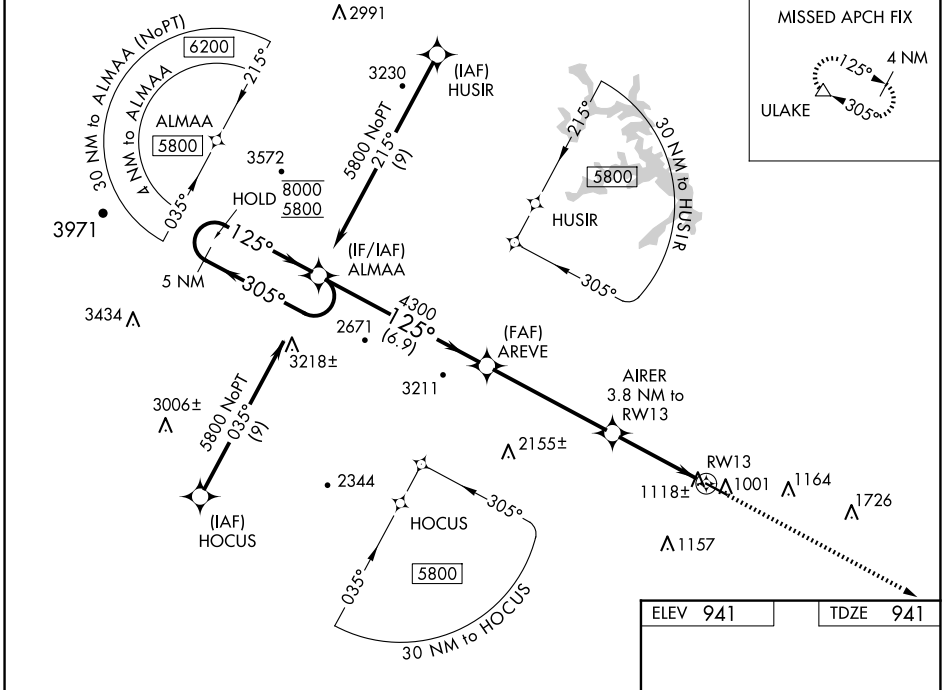 2991
MISSED APCH FIX
125°
4 NM
ULAKE
305°
30 NM to ALMAA (NoPT)
6200
4 NM to ALMAA
215°
ALMAA
5800
035°
3971
3230
(IAF)
HUSIR
5800 NoPT
215°
(9)
3572
HOLD
8000
5800
215°
5800
HUSIR
30 NM to HUSIR
305°
125°
5 NM
305°
(IF/IAF)
ALMAA
3434
2671
4300
125°
(6.9)
(FAF)
AREVE
3218±
3211
3006±
5800 NoPT
035°
(9)
AIRER
3.8 NM to
RW13
2155±
RW13
1118±
1001
1164
1726
1157
2344
(IAF)
HOCUS
305°
HOCUS
035°
5800
30 NM to HOCUS
ELEV 941
TDZE 941